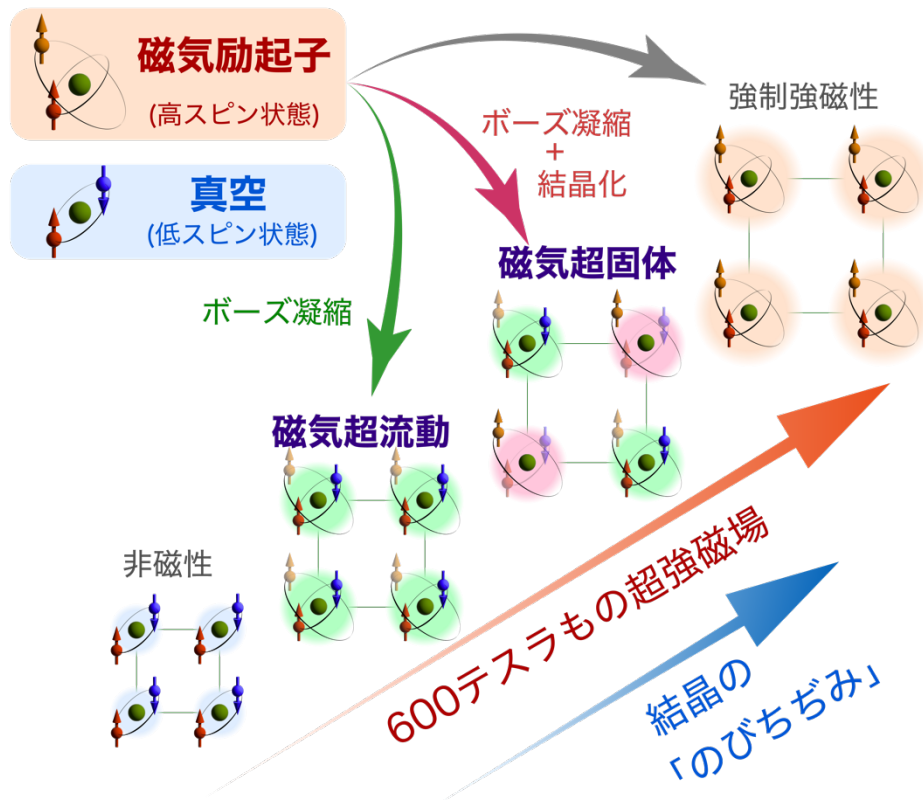 磁気励起子
(高スピン状態)
真空
(低スピン状態)
強制強磁性
ボーズ凝縮
+
結晶化
磁気超固体
ボーズ凝縮
磁気超流動
非磁性
600テスラもの超強磁場
結晶の
「のびちぢみ」